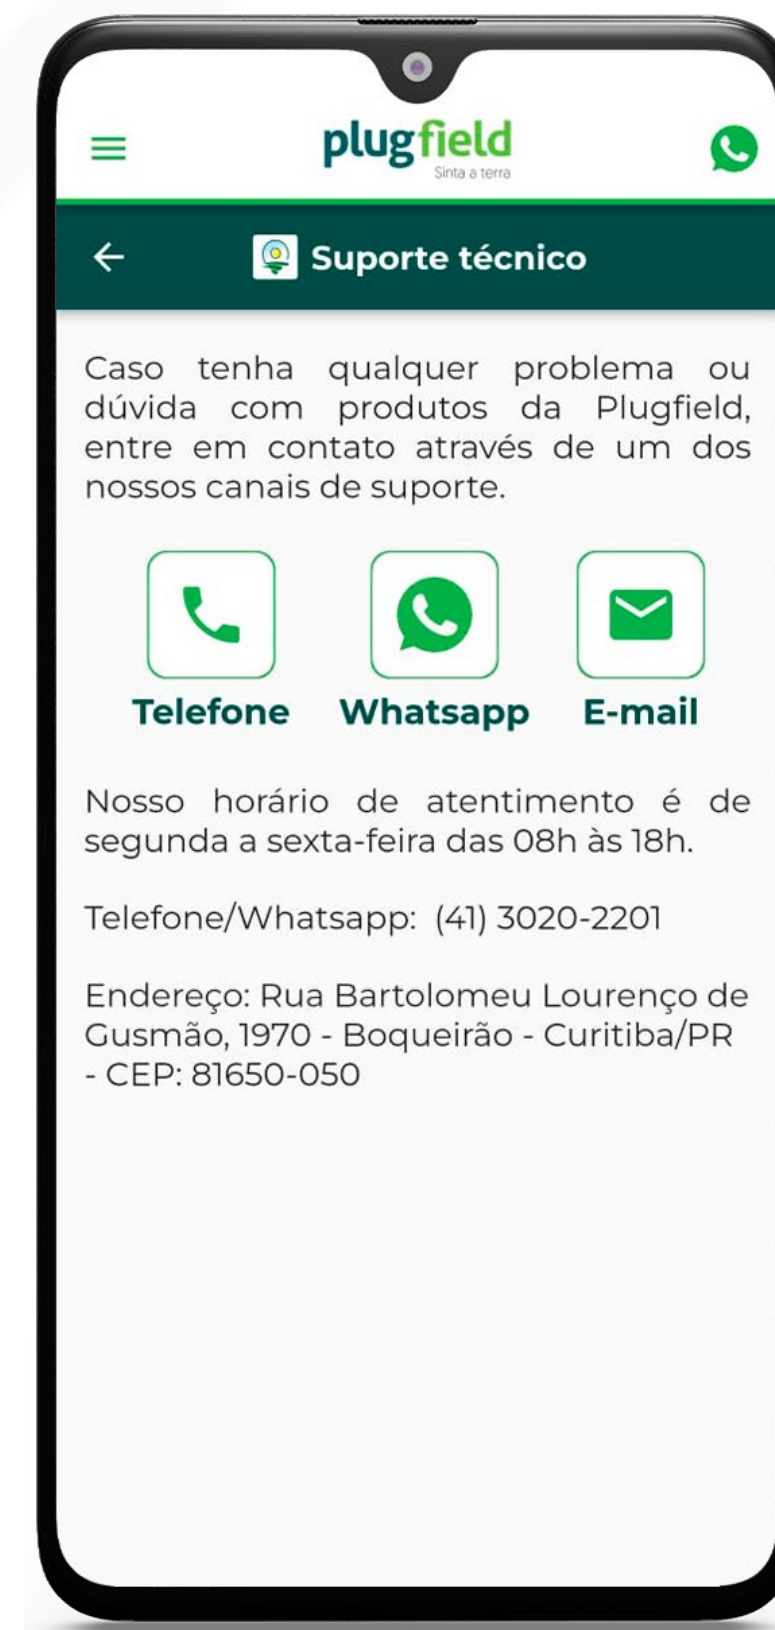 plugfield
Sinta a terra
Suporte técnico
Caso tenha qualquer problema ou
dúvida com produtos da Plugfield,
entre em contato através de um dos
nossos canais de suporte.
Telefone Whatsapp E-mail
Nosso horário de atentimento é de
segunda a sexta-feira das 08h às 18h.
Telefone/Whatsapp: (41) 3020-2201
Endereço: Rua Bartolomeu Lourenço de
Gusmão, 1970 - Boqueirão - Curitiba/PR
- CEP: 81650-050